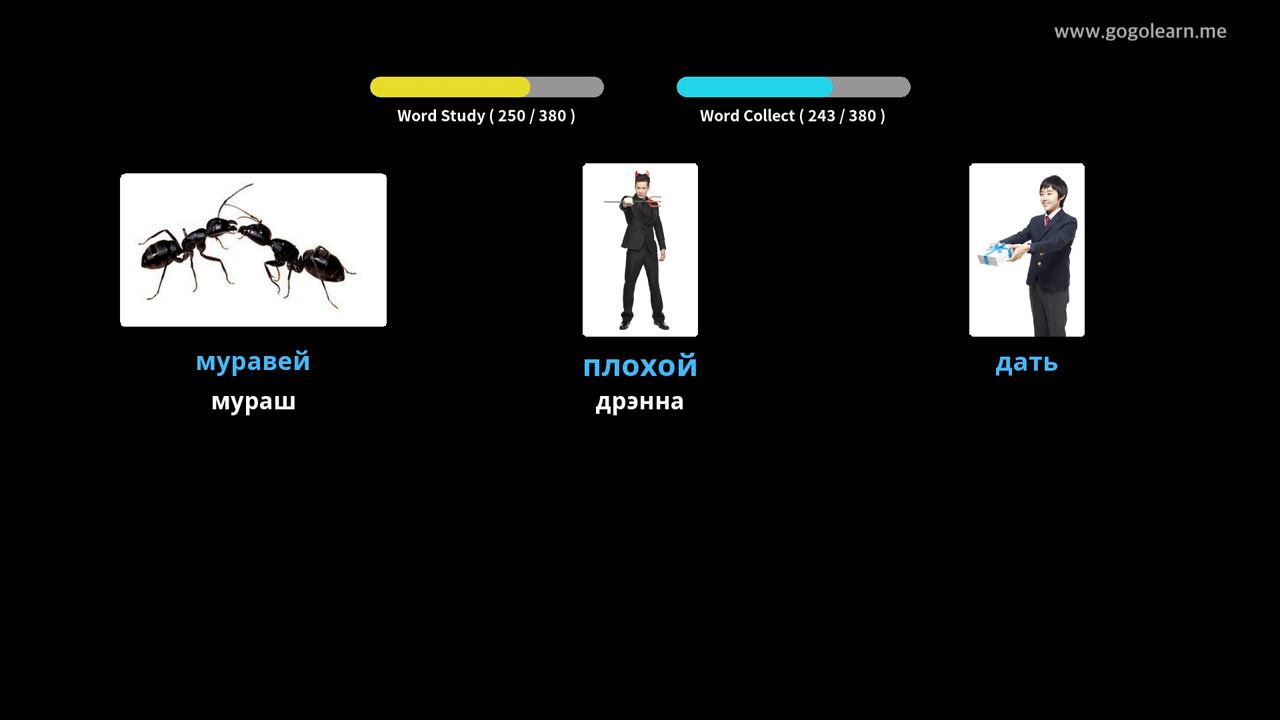 www.gogolearn.me
Word Study ( 250 / 380 )
Word Collect ( 243 / 380 )
муравей
мураш
плохой
дрэнна
дать